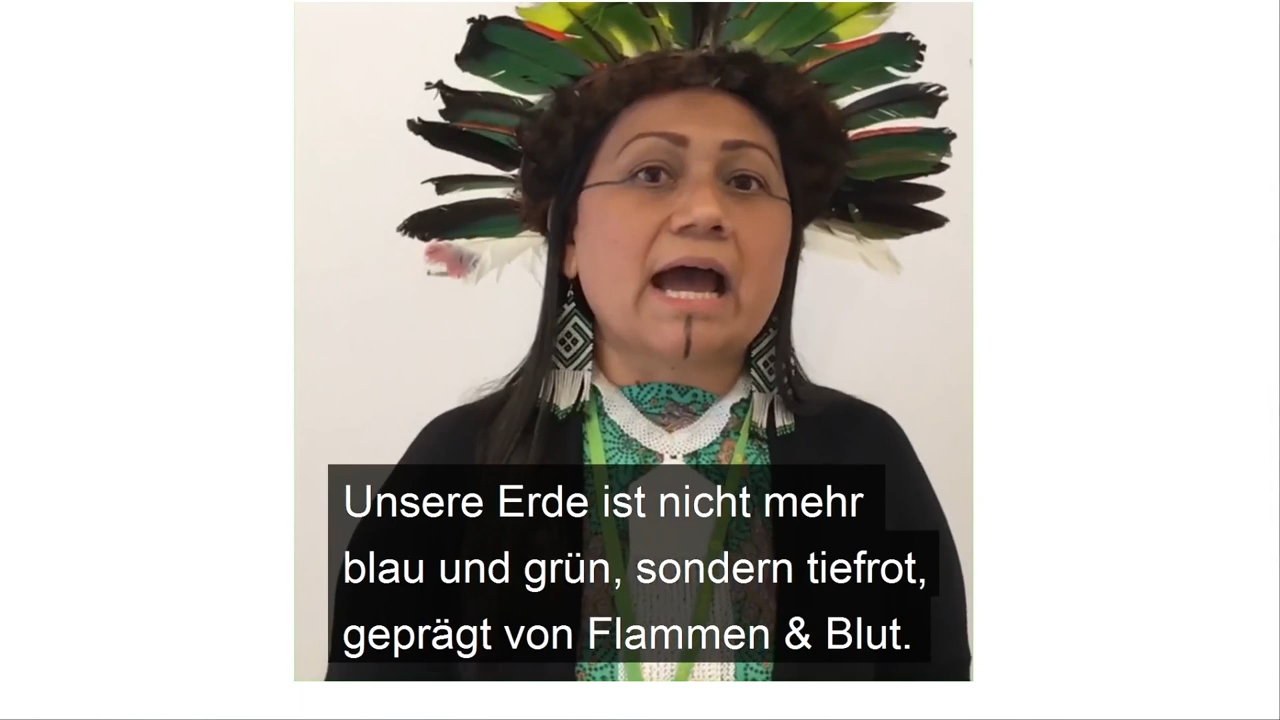 Unsere Erde ist nicht mehr
blau und grün, sondern tiefrot,
geprägt von Flammen & Blut.